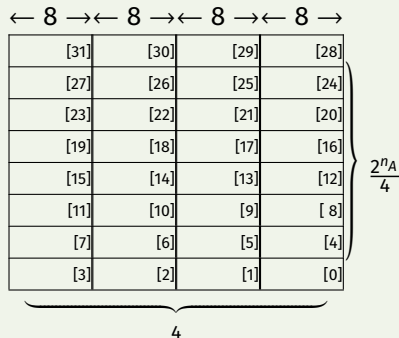 ← 8 → ← 8 → ← 8 → ← 8 →
[31] [30] [29] [28]
[27] [26] [25] [24]
[23] [22] [21] [20]
[19] [18] [17] [16]
[15] [14] [13] [12]
[11] [10] [9] [ 8]
[7] [6] [5] [4]
[3] [2] [1] [0]
2^{n_A}
4
4